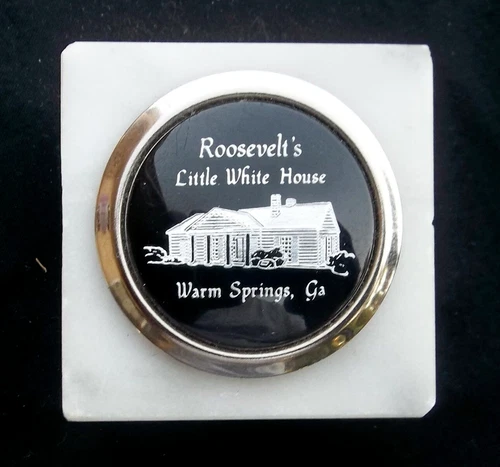 Roosevelt's
Little White House
Warm Springs, Ga